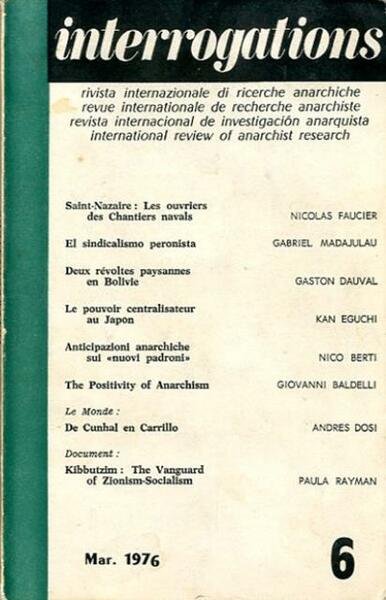 interrogations
rivista internazionale di ricerche anarchiche
revue internationale de recherche anarchiste
revista internacional de investigación anarquista
international review of anarchist research
Saint-Nazaire : Les ouvriers
des Chantiers navals NICOLAS FAUCIER
El sindicalismo peronista GABRIEL MADAJULAU
Deux révoltes paysannes
en Bolivie GASTON DAUVAL
Le pouvoir centralisateur
au Japon KAN EGUCHI
Anticipazioni anarchiche
sui «nuovi padroni» NICO BERTI
The Positivity of Anarchism GIOVANNI BALDELLI
Le Monde :
De Cunhal en Carrillo ANDRES DOSI
Document :
Kibbutzim : The Vanguard
of Zionism-Socialism PAULA RAYMAN
Mar. 1976 6